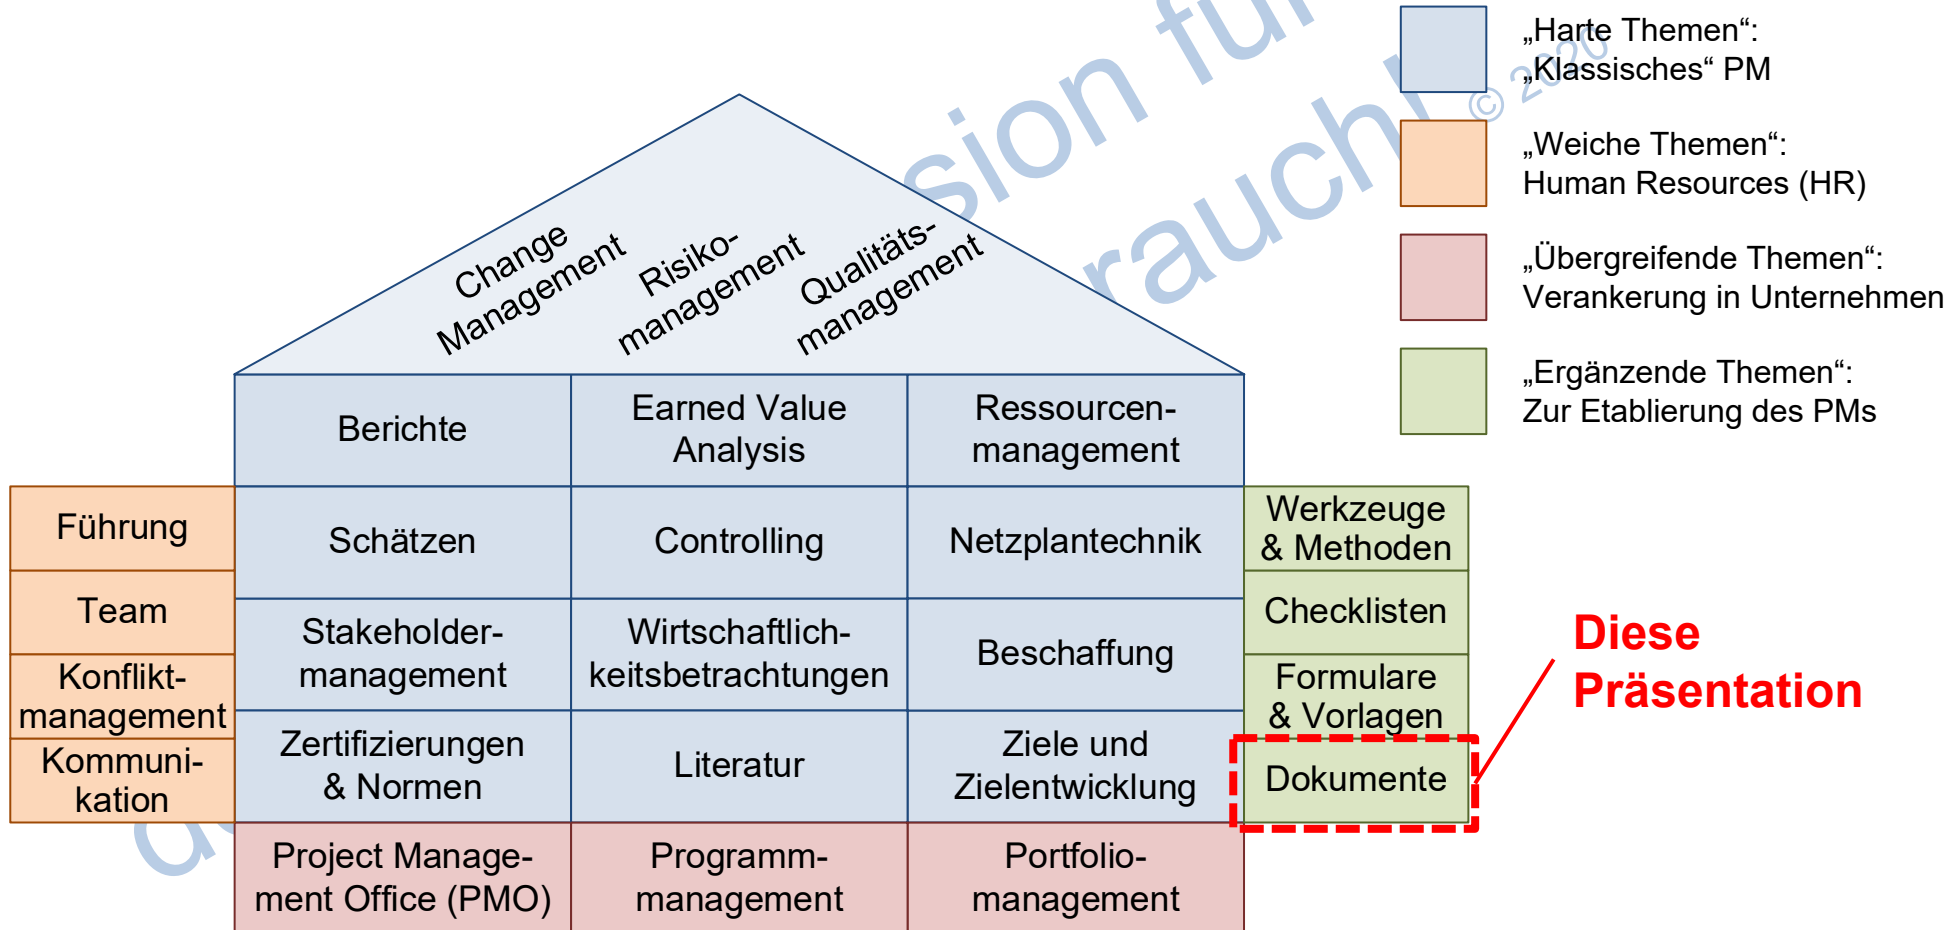 „Harte Themen“:
„Klassisches“ PM
„Weiche Themen“:
Human Resources (HR)
„Übergreifende Themen“:
Verankerung in Unternehmen
„Ergänzende Themen“:
Zur Etablierung des PMs
© 2020
Change
Management
Risiko-
management
Qualitäts-
management
Berichte
Earned Value
Analysis
Ressourcen-
management
Führung
Schätzen
Controlling
Netzplantechnik
Werkzeuge
& Methoden
Team
Stakeholder-
management
Wirtschaftlich-
keitsbetrachtungen
Beschaffung
Checklisten
Konflikt-
management
Formulare
& Vorlagen
Kommuni-
kation
Zertifizierungen
& Normen
Literatur
Ziele und
Zielentwicklung
Dokumente
Diese
Präsentation
Project Manage-
ment Office (PMO)
Programm-
management
Portfolio-
management